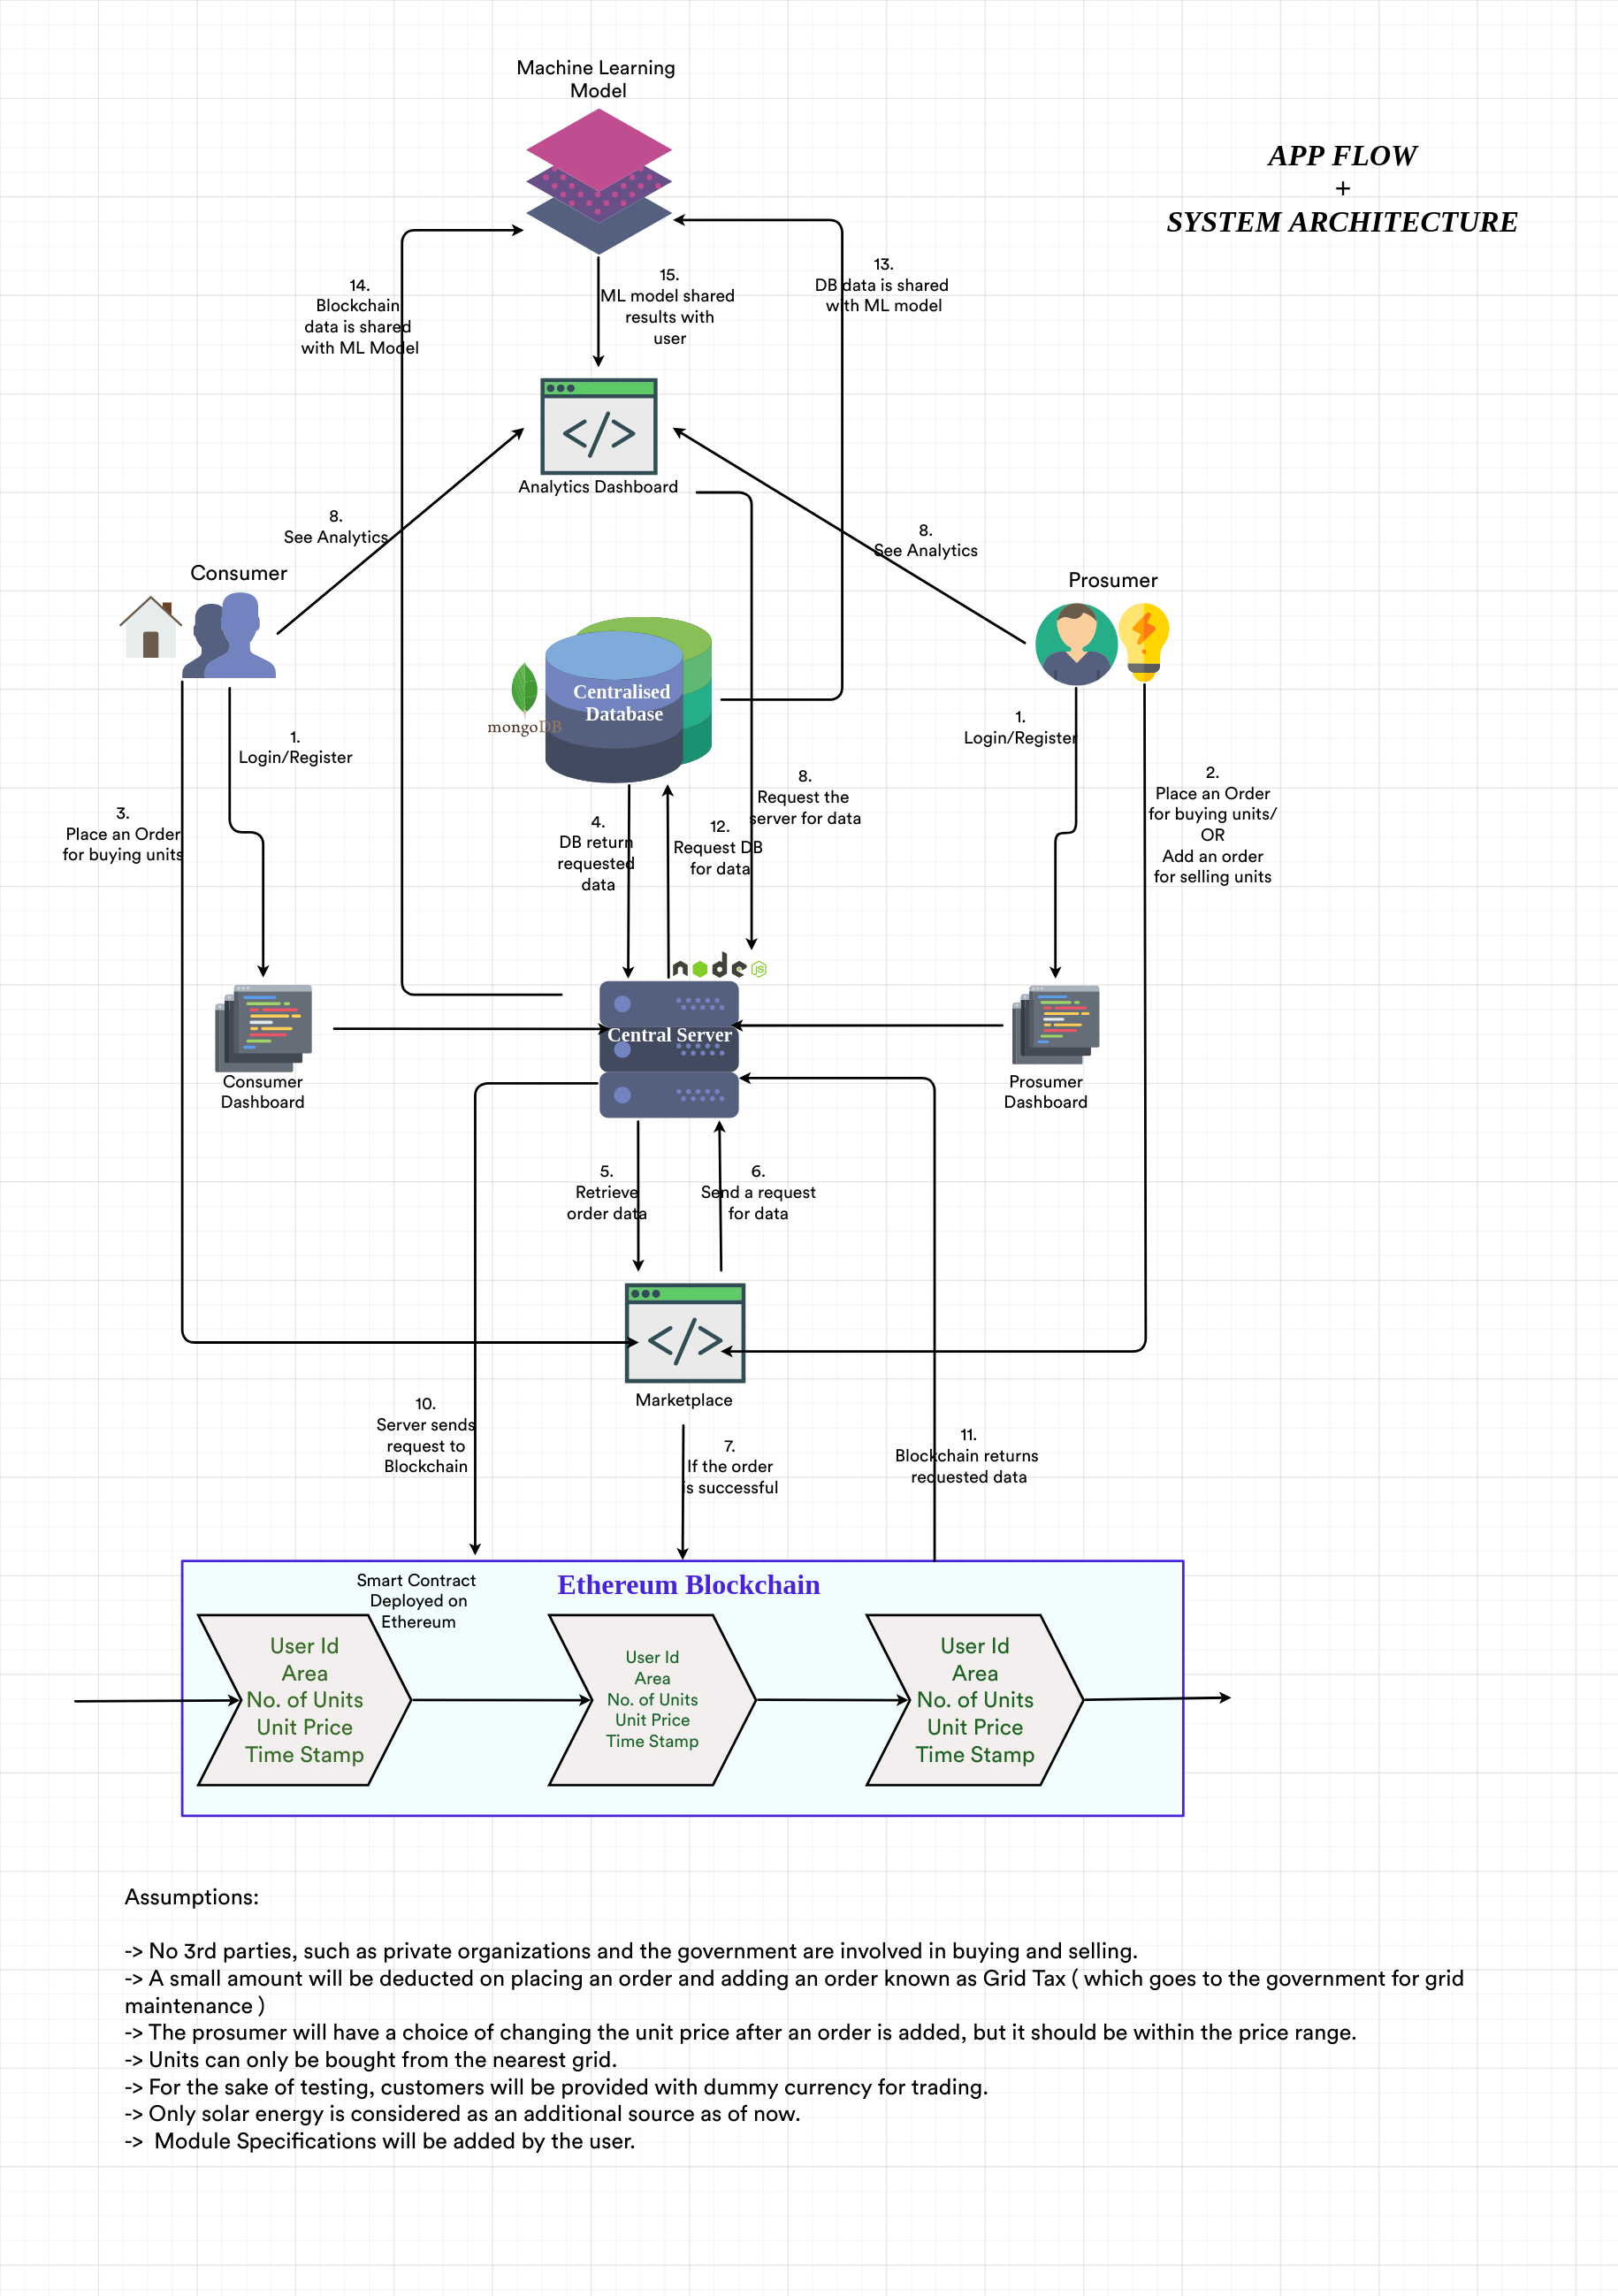 Machine Learning
Model
APP FLOW
+
SYSTEM ARCHITECTURE
14.
Blockchain
data is shared
with ML Model
15.
ML model shared
results with
user
13.
DB data is shared
with ML model
</>
Analytics Dashboard
8.
See Analytics
8.
See Analytics
Consumer
Prosumer
Centralised
Database
mongoDB
1.
Login/Register
1.
Login/Register
3.
Place an Order
for buying units
4.
DB return
requested
data
12.
Request DB
for data
8.
Request the
server for data
2.
Place an Order
for buying units/
OR
Add an order
for selling units
node
JS
Central Server
Consumer
Dashboard
Prosumer
Dashboard
5.
Retrieve
order data
6.
Send a request
for data
</>
Marketplace
10.
Server sends
request to
Blockchain
7.
If the order
is successful
11.
Blockchain returns
requested data
Smart Contract
Deployed on
Ethereum
Ethereum Blockchain
User Id
Area
No. of Units
Unit Price
Time Stamp
User Id
Area
No. of Units
Unit Price
Time Stamp
User Id
Area
No. of Units
Unit Price
Time Stamp
Assumptions:
-> No 3rd parties, such as private organizations and the government are involved in buying and selling.
-> A small amount will be deducted on placing an order and adding an order known as Grid Tax ( which goes to the government for grid
maintenance )
-> The prosumer will have a choice of changing the unit price after an order is added, but it should be within the price range.
-> Units can only be bought from the nearest grid.
-> For the sake of testing, customers will be provided with dummy currency for trading.
-> Only solar energy is considered as an additional source as of now.
-> Module Specifications will be added by the user.